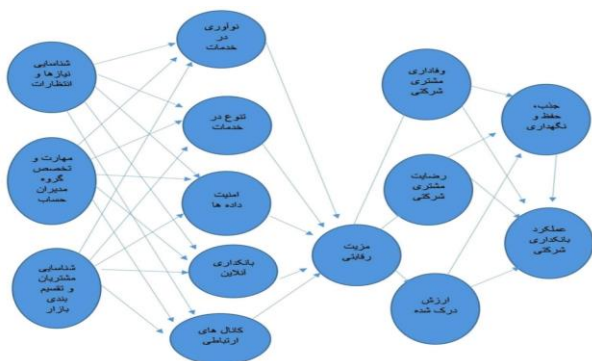 شناسایی
نیازها و
انتظارات
مهارت و
تخصص
گروه
مدیران
حساب
شناسایی
مشتریان
و تقسیم
بندی
بازار
نوآوری
در
خدمات
تنوع در
خدمات
امنیت
داده ها
بانکداری
آنلاین
کانال های
ارتباطی
مزیت
رقابتی
وفاداری
مشتری
شرکتی
رضایت
مشتری
شرکتی
ارزش
درک شده
جذب،
حفظ و
نگهداری
عملکرد
بانکداری
شرکتی